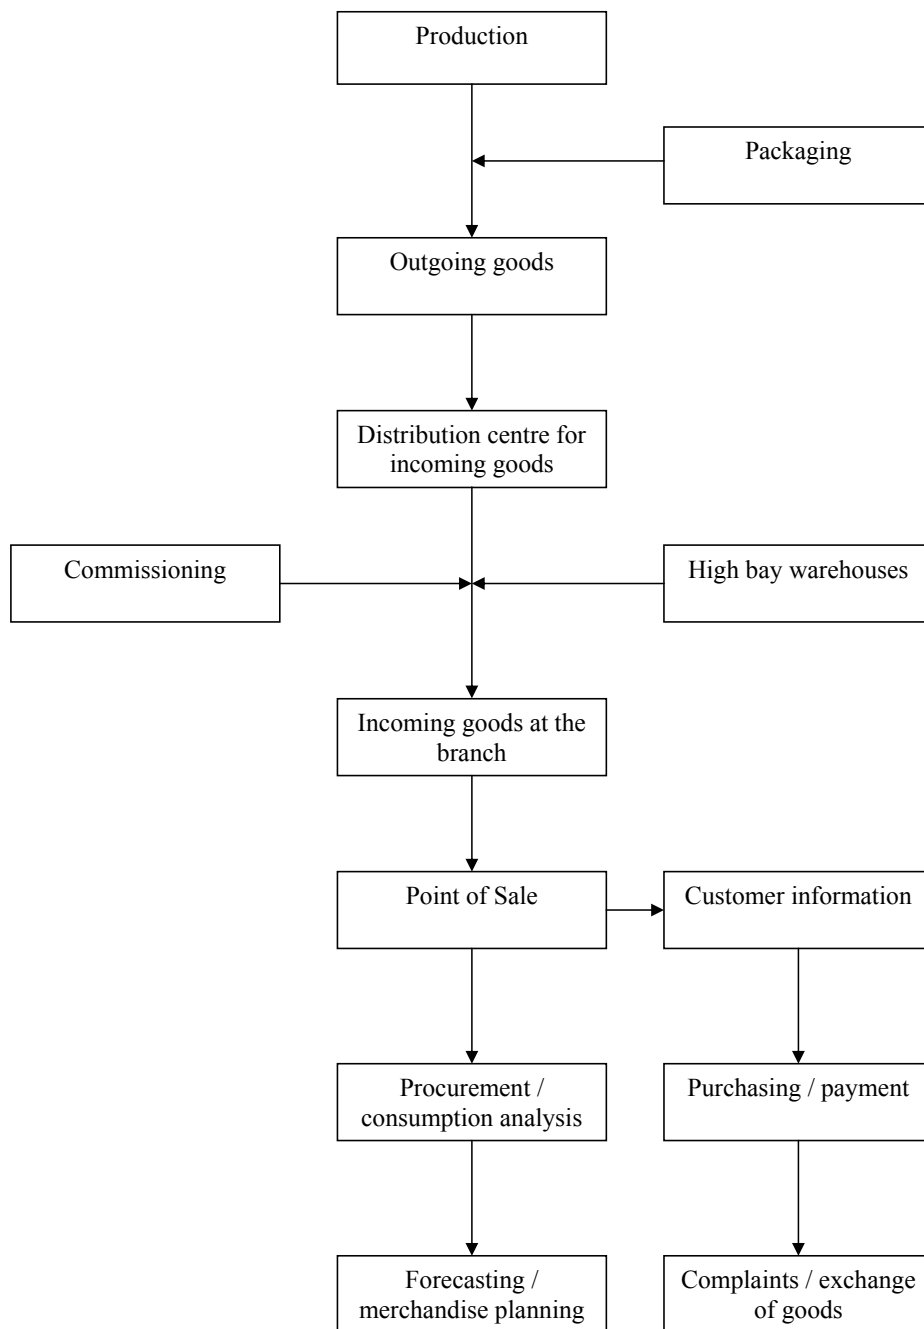 Production
Packaging
Outgoing goods
Distribution centre for
incoming goods
Commissioning
High bay warehouses
Incoming goods at the
branch
Point of Sale
Customer information
Procurement /
consumption analysis
Purchasing / payment
Forecasting /
merchandise planning
Complaints / exchange
of goods